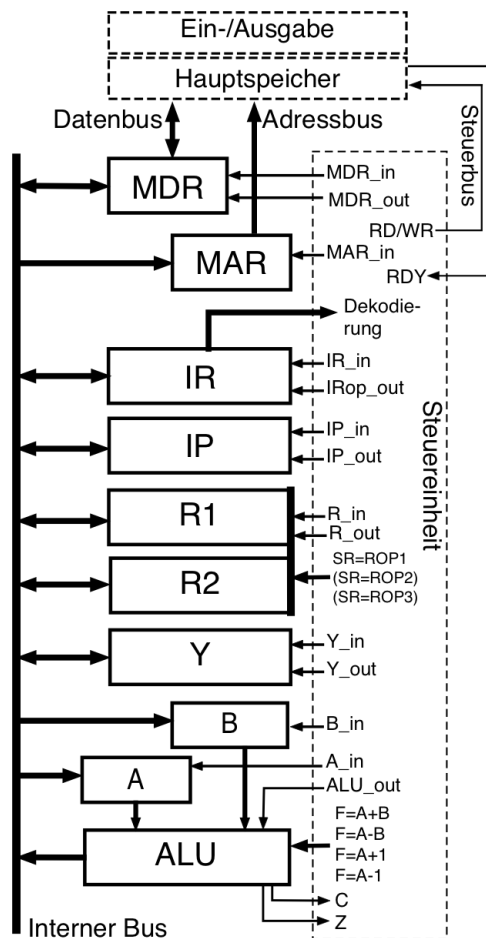 Ein-/Ausgabe
Hauptspeicher
Datenbus
Adressbus
Steuerbus
MDR
MDR_in
MDR_out
RD/WR
MAR
MAR_in
RDY
Dekodie-
rung
IR
IR_in
IRop_out
Steuereinheit
IP
IP_in
IP_out
R1
R_in
R_out
R2
SR=ROP1
(SR=ROP2)
(SR=ROP3)
Y
Y_in
Y_out
B
B_in
A
A_in
ALU_out
ALU
F=A+B
F=A-B
F=A+1
F=A-1
C
Z
Interner Bus